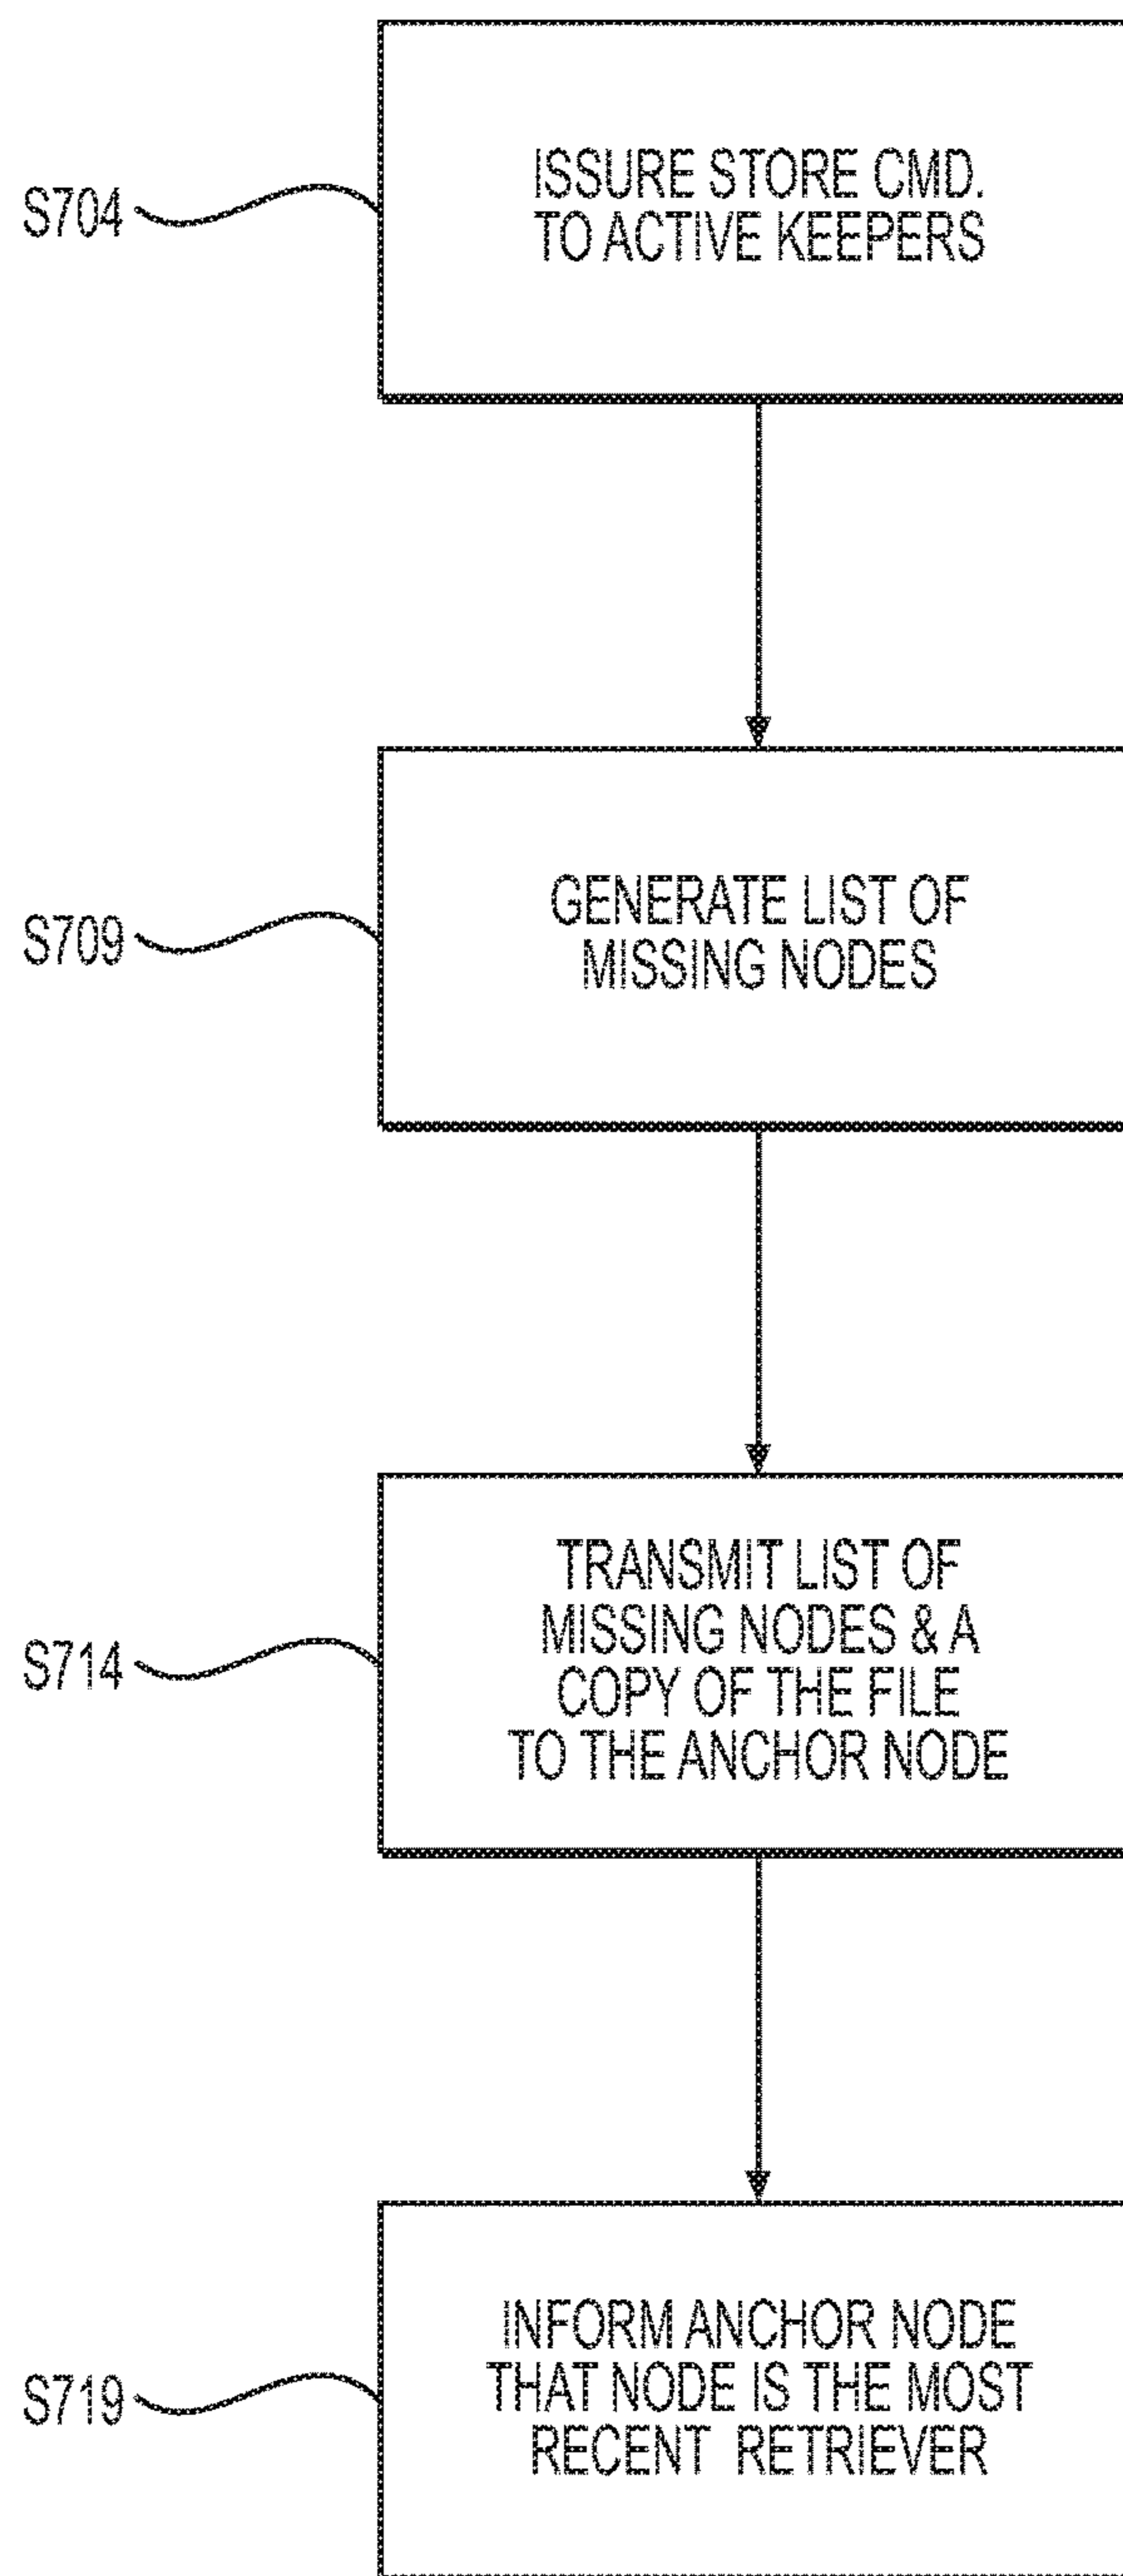 S704
ISSURE STORE CMD.
TO ACTIVE KEEPERS
S709
GENERATE LIST OF
MISSING NODES
S714
TRANSMIT LIST OF
MISSING NODES & A
COPY OF THE FILE
TO THE ANCHOR NODE
S719
INFORM ANCHOR NODE
THAT NODE IS THE MOST
RECENT RETRIEVER